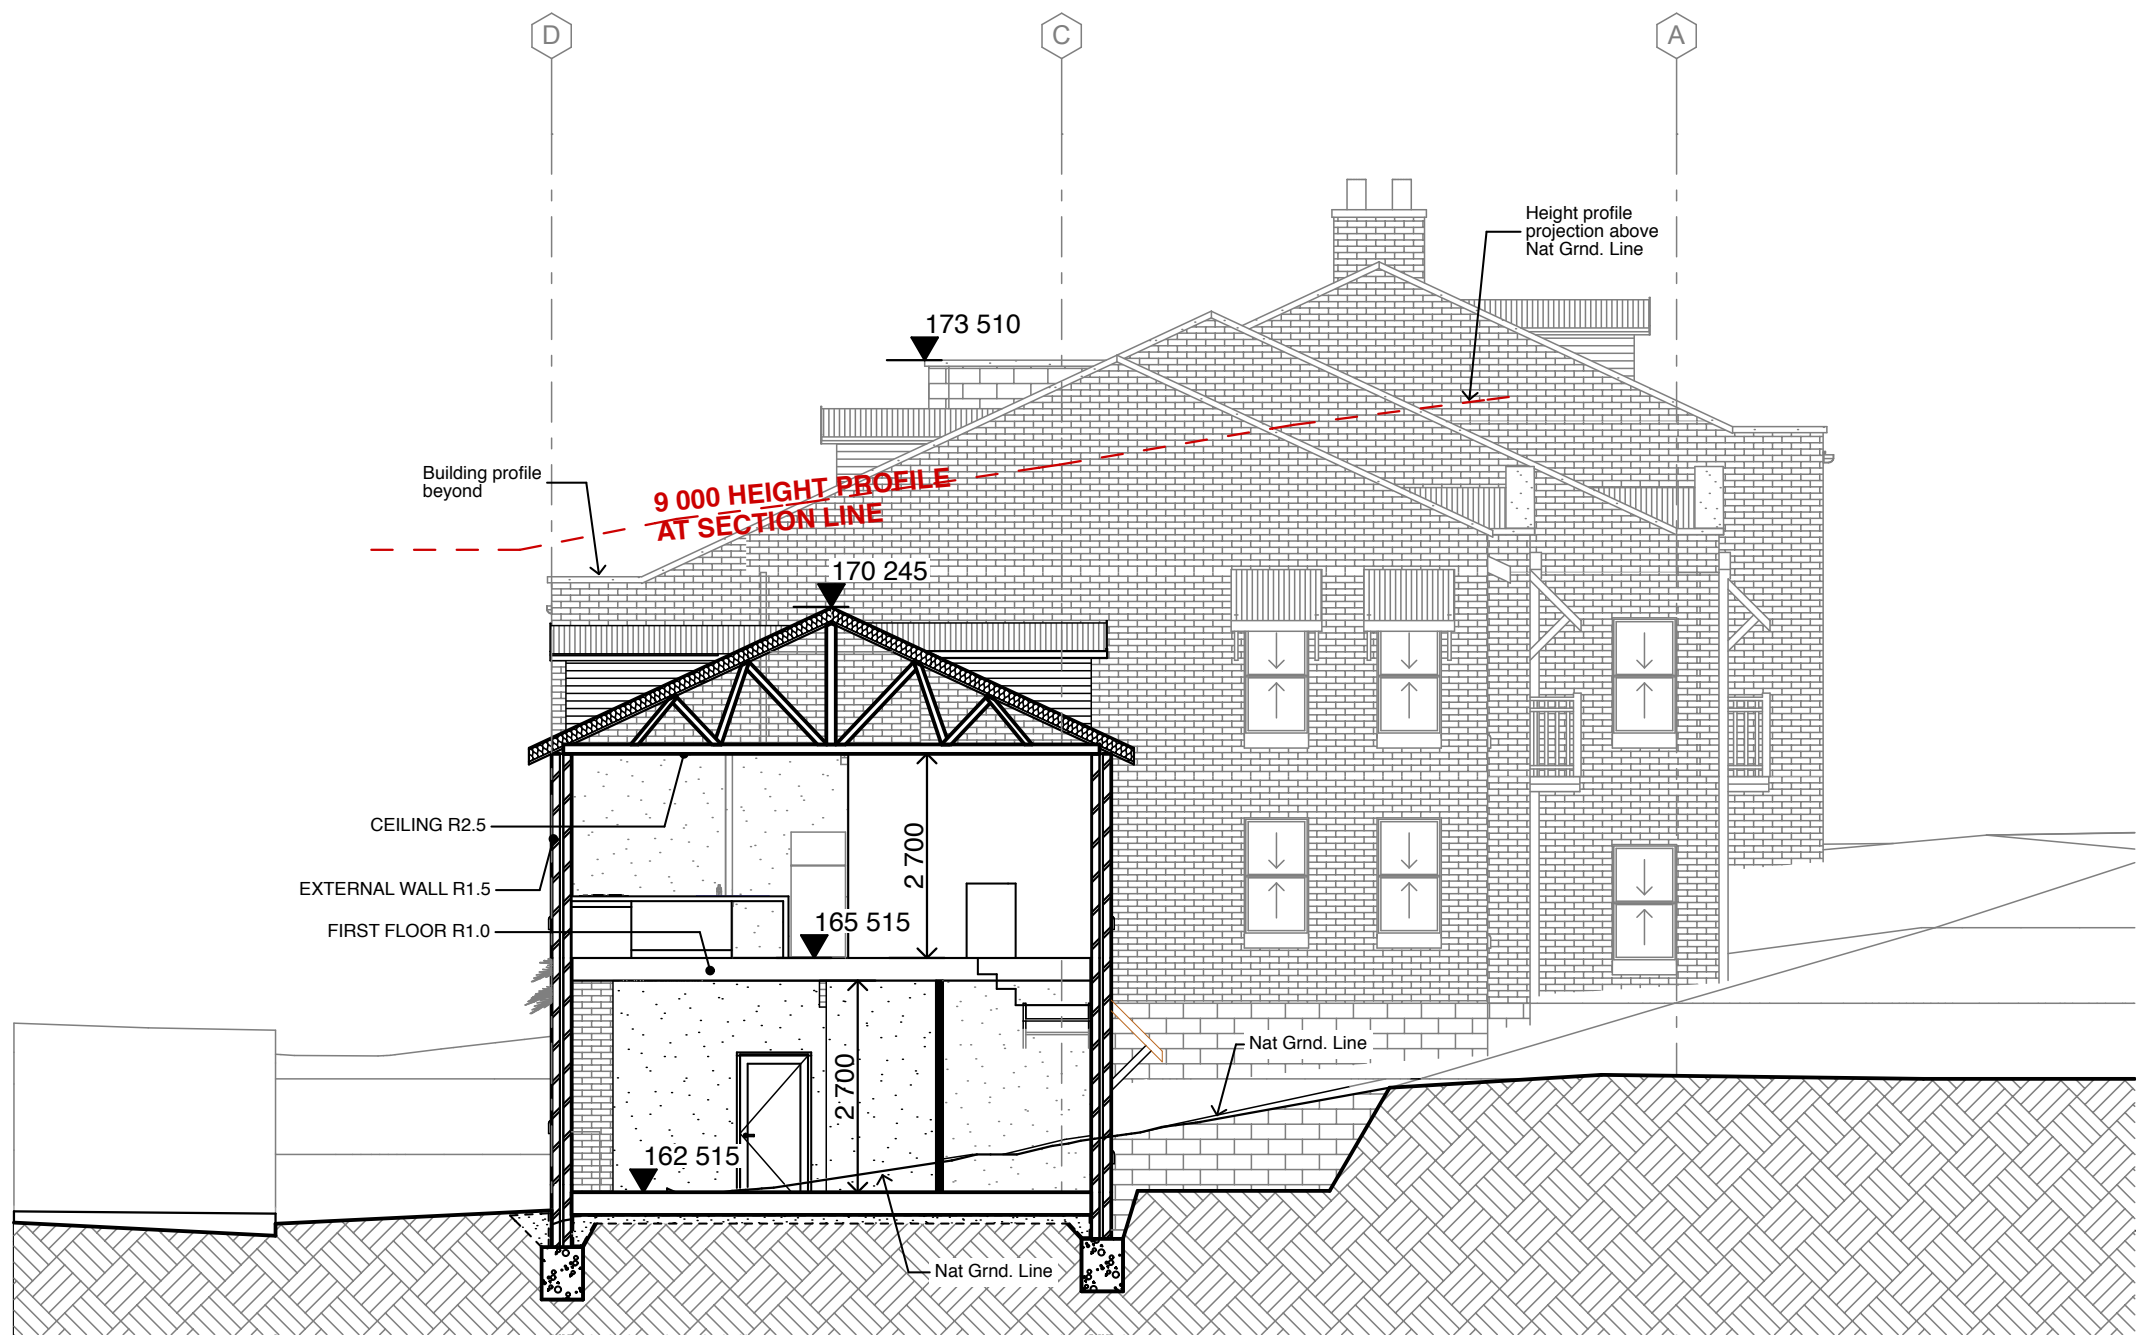 D
C
A
Height profile
projection above
Nat Grnd. Line
173 510
Building profile
beyond
9 000 HEIGHT PROFILE
AT SECTION LINE
170 245
CEILING R2.5
2 700
EXTERNAL WALL R1.5
165 515
FIRST FLOOR R1.0
Nat Grnd. Line
2 700
162 515
Nat Grnd. Line